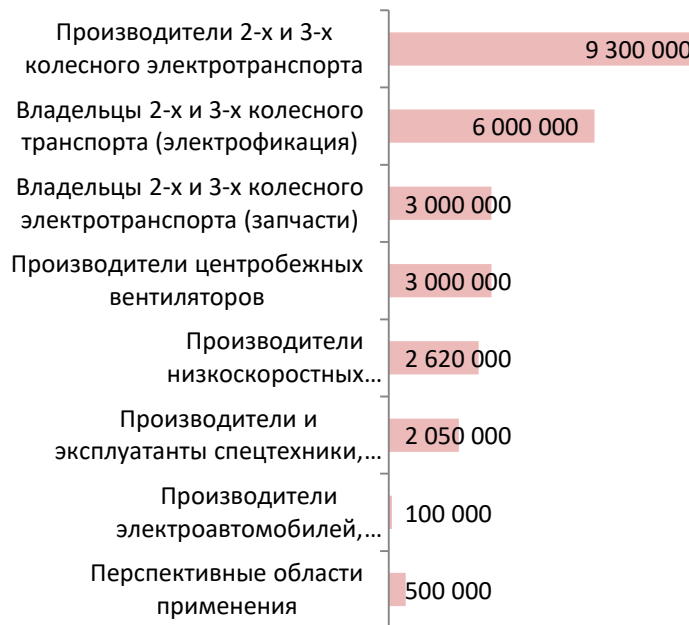 Производители 2-х и 3-х
колесного электротранспорта
9 300 000
Владельцы 2-х и 3-х колесного
транспорта (электрофикация)
6 000 000
Владельцы 2-х и 3-х колесного
электротранспорта (запчасти)
3 000 000
Производители центробежных
вентиляторов
3 000 000
Производители
низкоскоростных...
2 620 000
Производители и
эксплуатанты спецтехники,...
2 050 000
Производители
электроавтомобилей,...
100 000
Перспективные области
применения
500 000